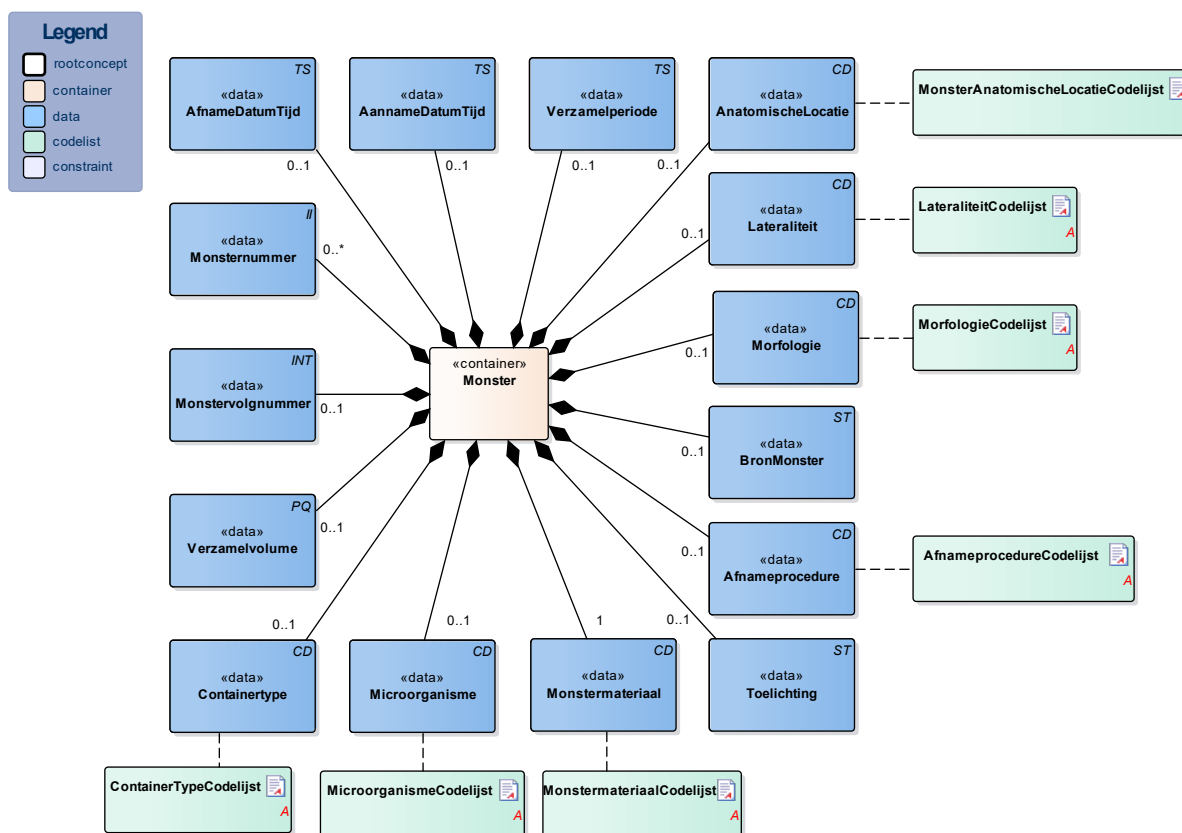 Legend
rootconcept
container
data
codelist
constraint
TS
«data»
AfnameDatumTijd
0..1
TS
«data»
AannameDatumTijd
0..1
TS
«data»
Verzamelperiode
0..1
CD
«data»
AnatomischeLocatie
0..1
MonsterAnatomischeLocatieCodelijst
II
«data»
Monsternummer
0..*
CD
«data»
Lateraliteit
0..1
LateraliteitCodelijst
A
CD
«data»
Morfologie
0..1
MorfologieCodelijst
A
«container»
Monster
INT
«data»
Monstervolgnummer
0..1
ST
«data»
BronMonster
0..1
PQ
«data»
Verzamelvolume
0..1
CD
«data»
Afnameprocedure
0..1
AfnameprocedureCodelijst
A
0..1
CD
«data»
Containertype
0..1
CD
«data»
Microorganisme
1
CD
«data»
Monstermateriaal
0..1
ST
«data»
Toelichting
ContainerTypeCodelijst
A
MicroorganismeCodelijst
A
MonstermateriaalCodelijst
A